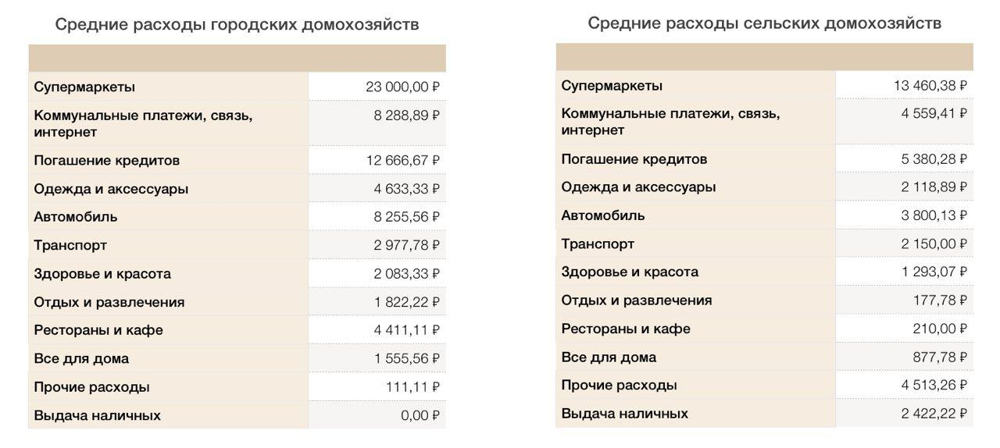 Средние расходы городских домохозяйств
Супермаркеты 23 000,00 ₽
Коммунальные платежи, связь, 8 288,89 ₽
интернет
Погашение кредитов 12 666,67 ₽
Одежда и аксессуары 4 633,33 ₽
Автомобиль 8 255,56 ₽
Транспорт 2 977,78 ₽
Здоровье и красота 2 083,33 ₽
Отдых и развлечения 1 822,22 ₽
Рестораны и кафе 4 411,11 ₽
Все для дома 1 555,56 ₽
Прочие расходы 111,11 ₽
Выдача наличных 0,00 ₽
Средние расходы сельских домохозяйств
Супермаркеты 13 460,38 ₽
Коммунальные платежи, связь, 4 559,41 ₽
интернет
Погашение кредитов 5 380,28 ₽
Одежда и аксессуары 2 118,89 ₽
Автомобиль 3 800,13 ₽
Транспорт 2 150,00 ₽
Здоровье и красота 1 293,07 ₽
Отдых и развлечения 177,78 ₽
Рестораны и кафе 210,00 ₽
Все для дома 877,78 ₽
Прочие расходы 4 513,26 ₽
Выдача наличных 2 422,22 ₽